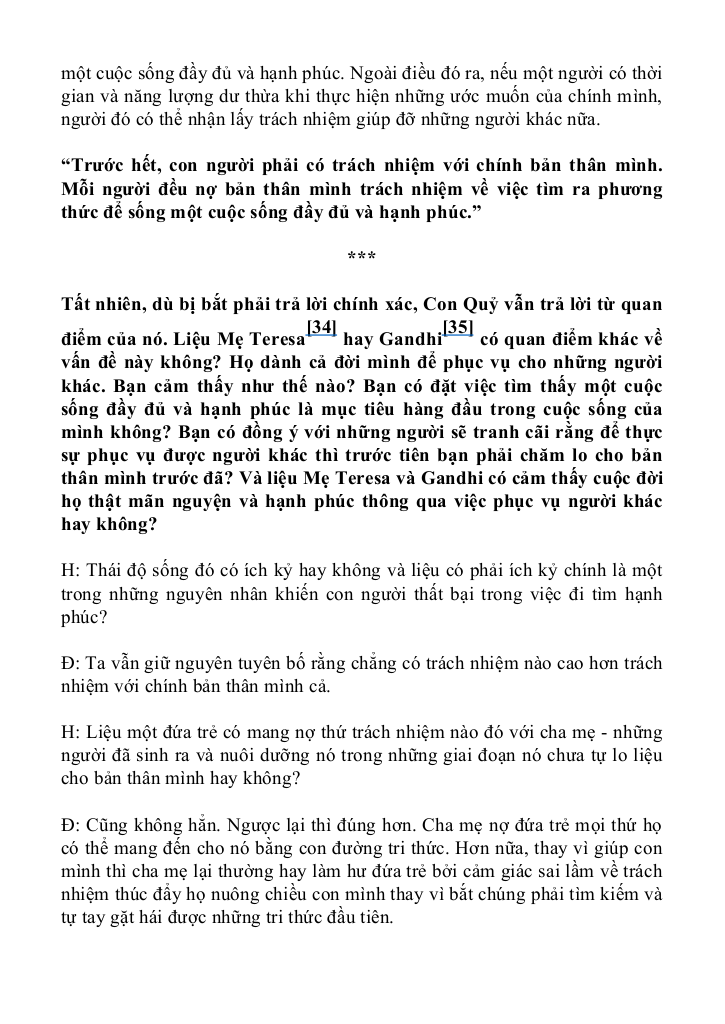 một cuộc sống đầy đủ và hạnh phúc. Ngoài điều đó ra, nếu một người có thời
gian và năng lượng dư thừa khi thực hiện những ước muốn của chính mình,
người đó có thể nhận lấy trách nhiệm giúp đỡ những người khác nữa.
“Trước hết, con người phải có trách nhiệm với chính bản thân mình.
Mỗi người đều nợ bản thân mình trách nhiệm về việc tìm ra phương
thức để sống một cuộc sống đầy đủ và hạnh phúc.”
***
Tất nhiên, dù bị bắt phải trả lời chính xác, Con Quỷ vẫn trả lời từ quan
điểm của nó. Liệu Mẹ Teresa[34] hay Gandhi[35] có quan điểm khác về
vấn đề này không? Họ dành cả đời mình để phục vụ cho những người
khác. Bạn cảm thấy như thế nào? Bạn có đặt việc tìm thấy một cuộc
sống đầy đủ và hạnh phúc là mục tiêu hàng đầu trong cuộc sống của
mình không? Bạn có đồng ý với những người sẽ tranh cãi rằng để thực
sự phục vụ được người khác thì trước tiên bạn phải chăm lo cho bản
thân mình trước đã? Và liệu Mẹ Teresa và Gandhi có cảm thấy cuộc đời
họ thật mãn nguyện và hạnh phúc thông qua việc phục vụ người khác
hay không?
H: Thái độ sống đó có ích kỷ hay không và liệu có phải ích kỷ chính là một
trong những nguyên nhân khiến con người thất bại trong việc đi tìm hạnh
phúc?
Đ: Ta vẫn giữ nguyên tuyên bố rằng chẳng có trách nhiệm nào cao hơn trách
nhiệm với chính bản thân mình cả.
H: Liệu một đứa trẻ có mang nợ thứ trách nhiệm nào đó với cha mẹ - những
người đã sinh ra và nuôi dưỡng nó trong những giai đoạn nó chưa tự lo liệu
cho bản thân mình hay không?
Đ: Cũng không hẳn. Ngược lại thì đúng hơn. Cha mẹ nợ đứa trẻ mọi thứ họ
có thể mang đến cho nó bằng con đường tri thức. Hơn nữa, thay vì giúp con
mình thì cha mẹ lại thường hay làm hư đứa trẻ bởi cảm giác sai lầm về trách
nhiệm thúc đẩy họ nuông chiều con mình thay vì bắt chúng phải tìm kiếm và
tự tay gặt hái được những tri thức đầu tiên.